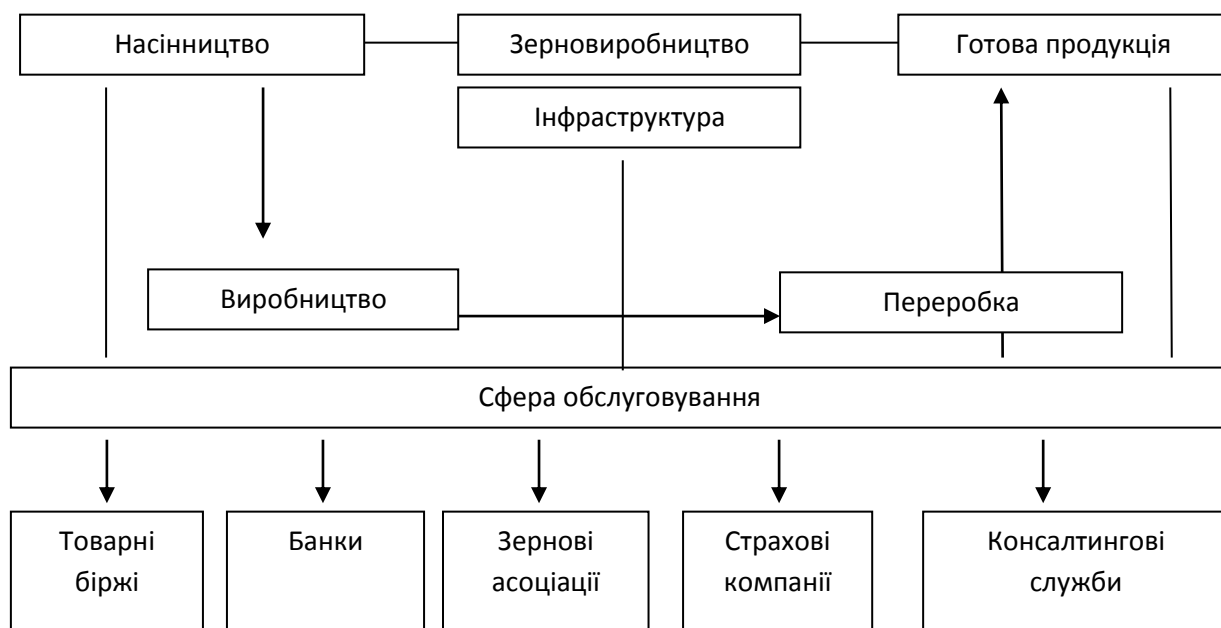 Насінництво
Зерновиробництво
Готова продукція
Інфраструктура
Виробництво
Переробка
Сфера обслуговування
Товарні
біржі
Банки
Зернові
асоціації
Страхові
компанії
Консалтингові
служби